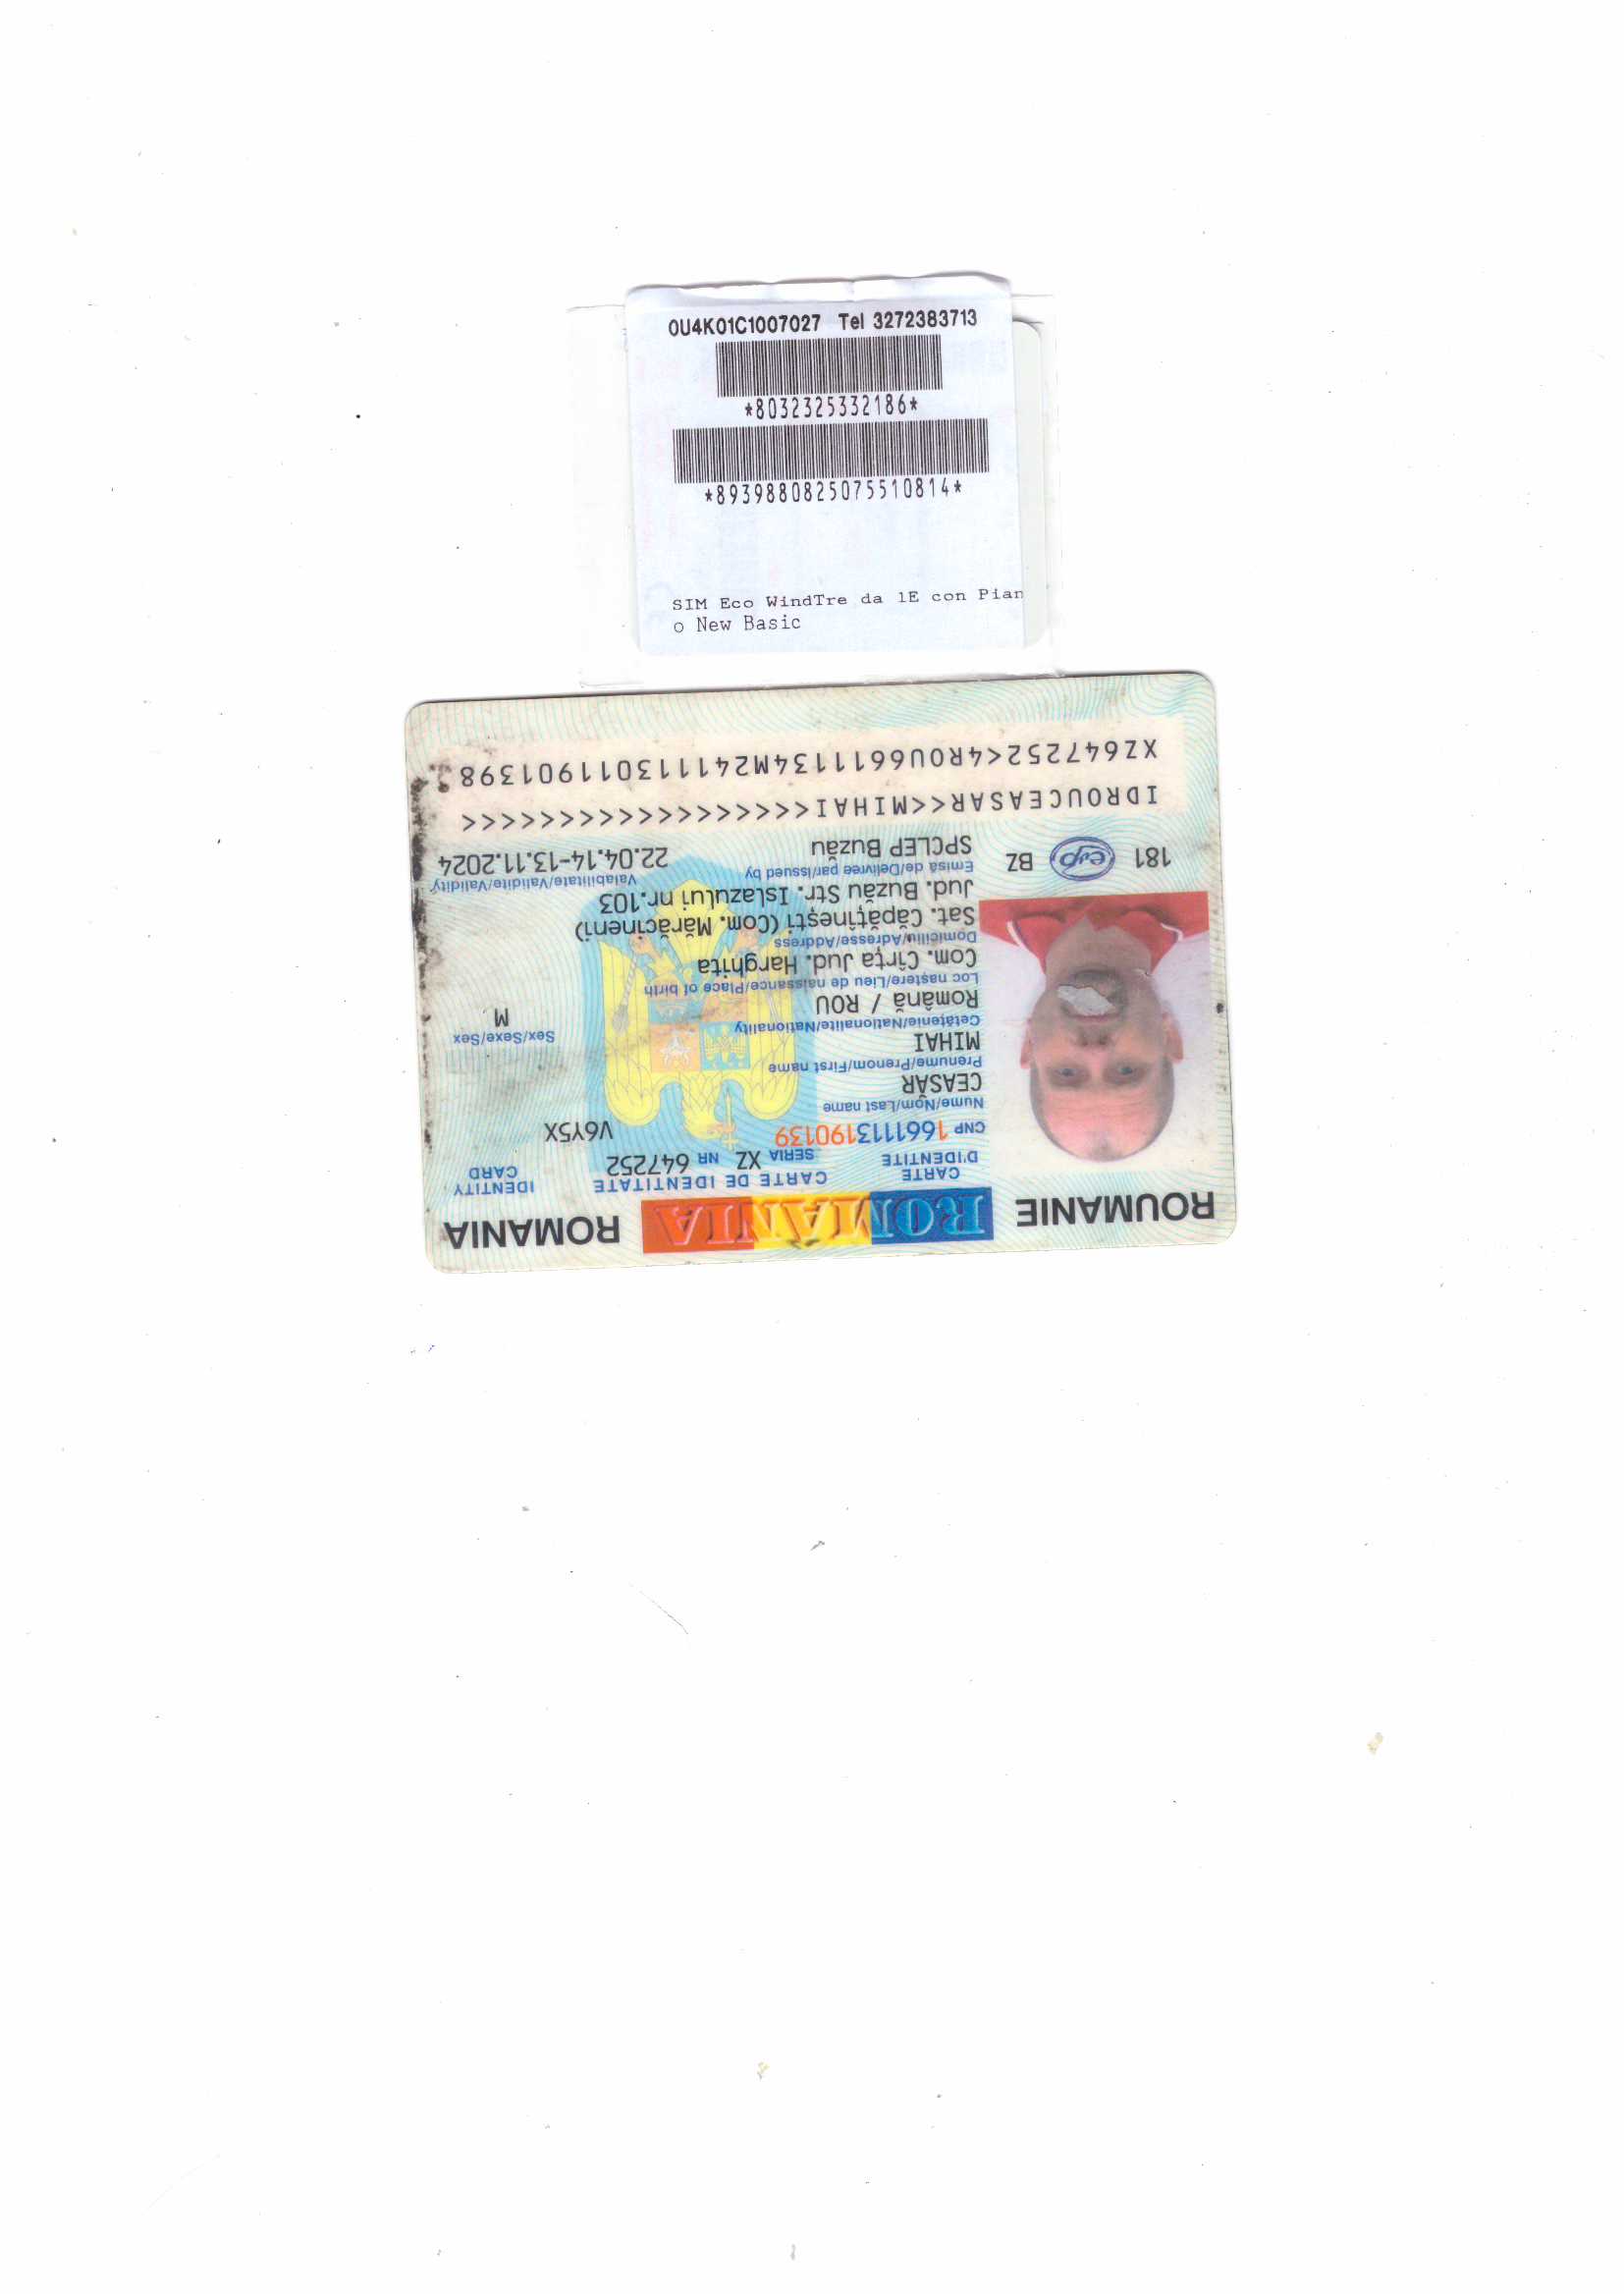 0U4K01C1007027 Tel 3272383713
*8032325332186*
*8939880825075510814*
SIM Eco WindTre da 1E con Pian
o New Basic
ROUMANIE ROMANIA ROMANIA
CARTE D'IDENTITE
CARTE DE IDENTITATE
IDENTITY CARD
SERIA XZ NR 647252
CNP 1661113190139 V6Y5X
Nume/Nom/Last name
CEASAR
Prenume/Prenom/First name
MIHAI
Cetăţenie/Nationalite/Nationality
Română / ROU
Sex/Sexe/Sex
M
Loc naştere/Lieu de naissance/Place of birth
Com. Cîrţa Jud. Harghita
Domiciliu/Adresse/Address
Sat. Căpăţineşti (Com. Mărăcineni)
Jud. Buzău Str. Islazului nr.103
Emisă de/Delivree par/Issued by
SPCLEP Buzău
Valabilitate/Validite/Validity
22.04.14-13.11.2024
181 evp BZ
IDROUCEASAR<<MIHAI<<<<<<<<<<<<<<<<<<
XZ647252<4ROU6611134M241113011901398